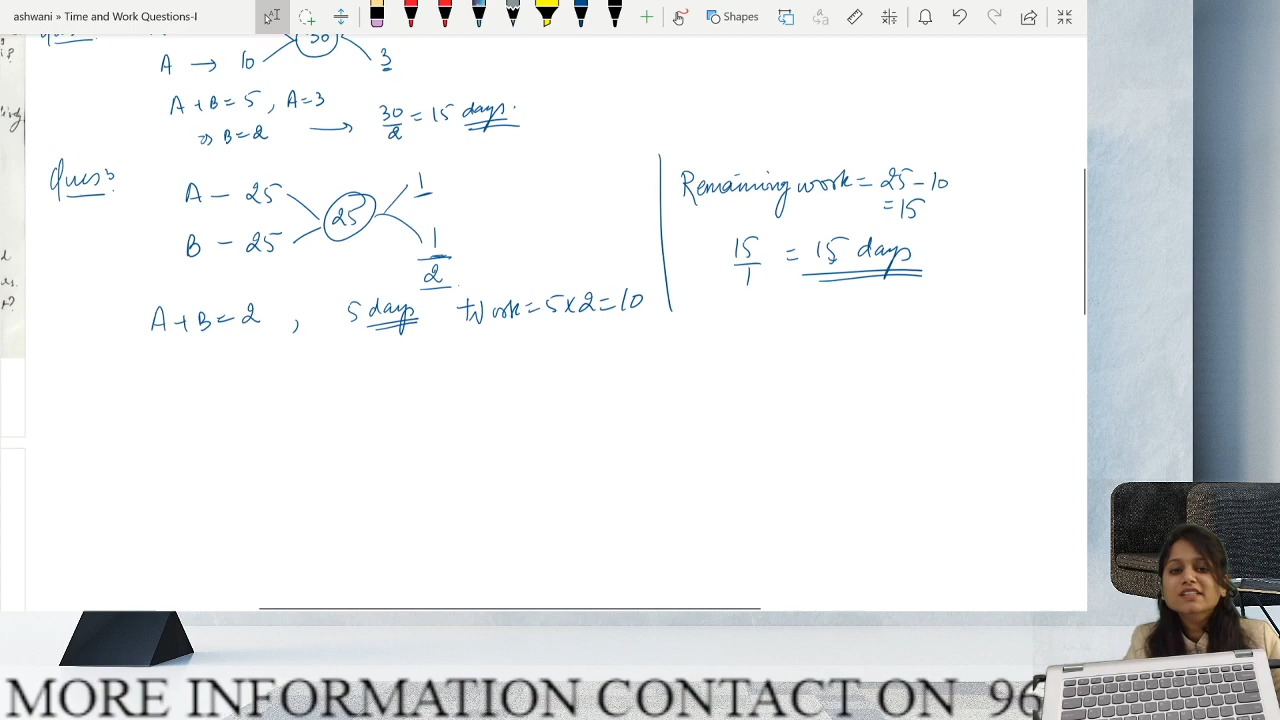 ashwani » Time and Work Questions-I
Shapes
Ques:
30
A → 10
3
A + B = 5 , A = 3
⇒ B = 2 → 30/2 = 15 days.
Ques:
A – 25
25
1
B – 25
1
2
A + B = 2 , 5 days Work = 5 × 2 = 10
Remaining work = 25 – 10
= 15
15/1 = 15 days
MORE INFORMATION CONTACT ON 96